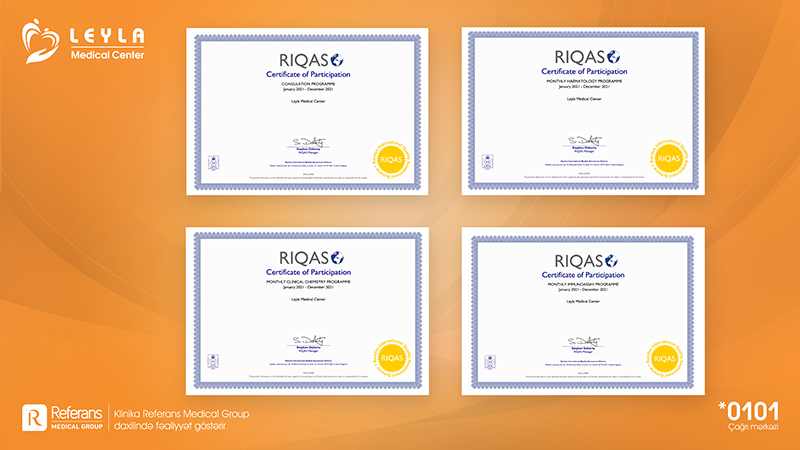 LEYLA
Medical Center
RIQAS
Certificate of Participation
COAGULATION PROGRAMME
January 2021 - December 2021
Leyla Medical Center
Stephen Doherty
RIQAS Manager
RIQAS
RIQAS
Certificate of Participation
MONTHLY HAEMATOLOGY PROGRAMME
January 2021 - December 2021
Leyla Medical Center
Stephen Doherty
RIQAS Manager
RIQAS
RIQAS
Certificate of Participation
MONTHLY CLINICAL CHEMISTRY PROGRAMME
January 2021 - December 2021
Leyla Medical Center
Stephen Doherty
RIQAS Manager
RIQAS
RIQAS
Certificate of Participation
MONTHLY IMMUNOASSAY PROGRAMME
January 2021 - December 2021
Leyla Medical Center
Stephen Doherty
RIQAS Manager
RIQAS
R Referans
MEDICAL GROUP
Klinika Referans Medical Group
daxilində fəaliyyət göstərir
*0101
Çağrı mərkəzi